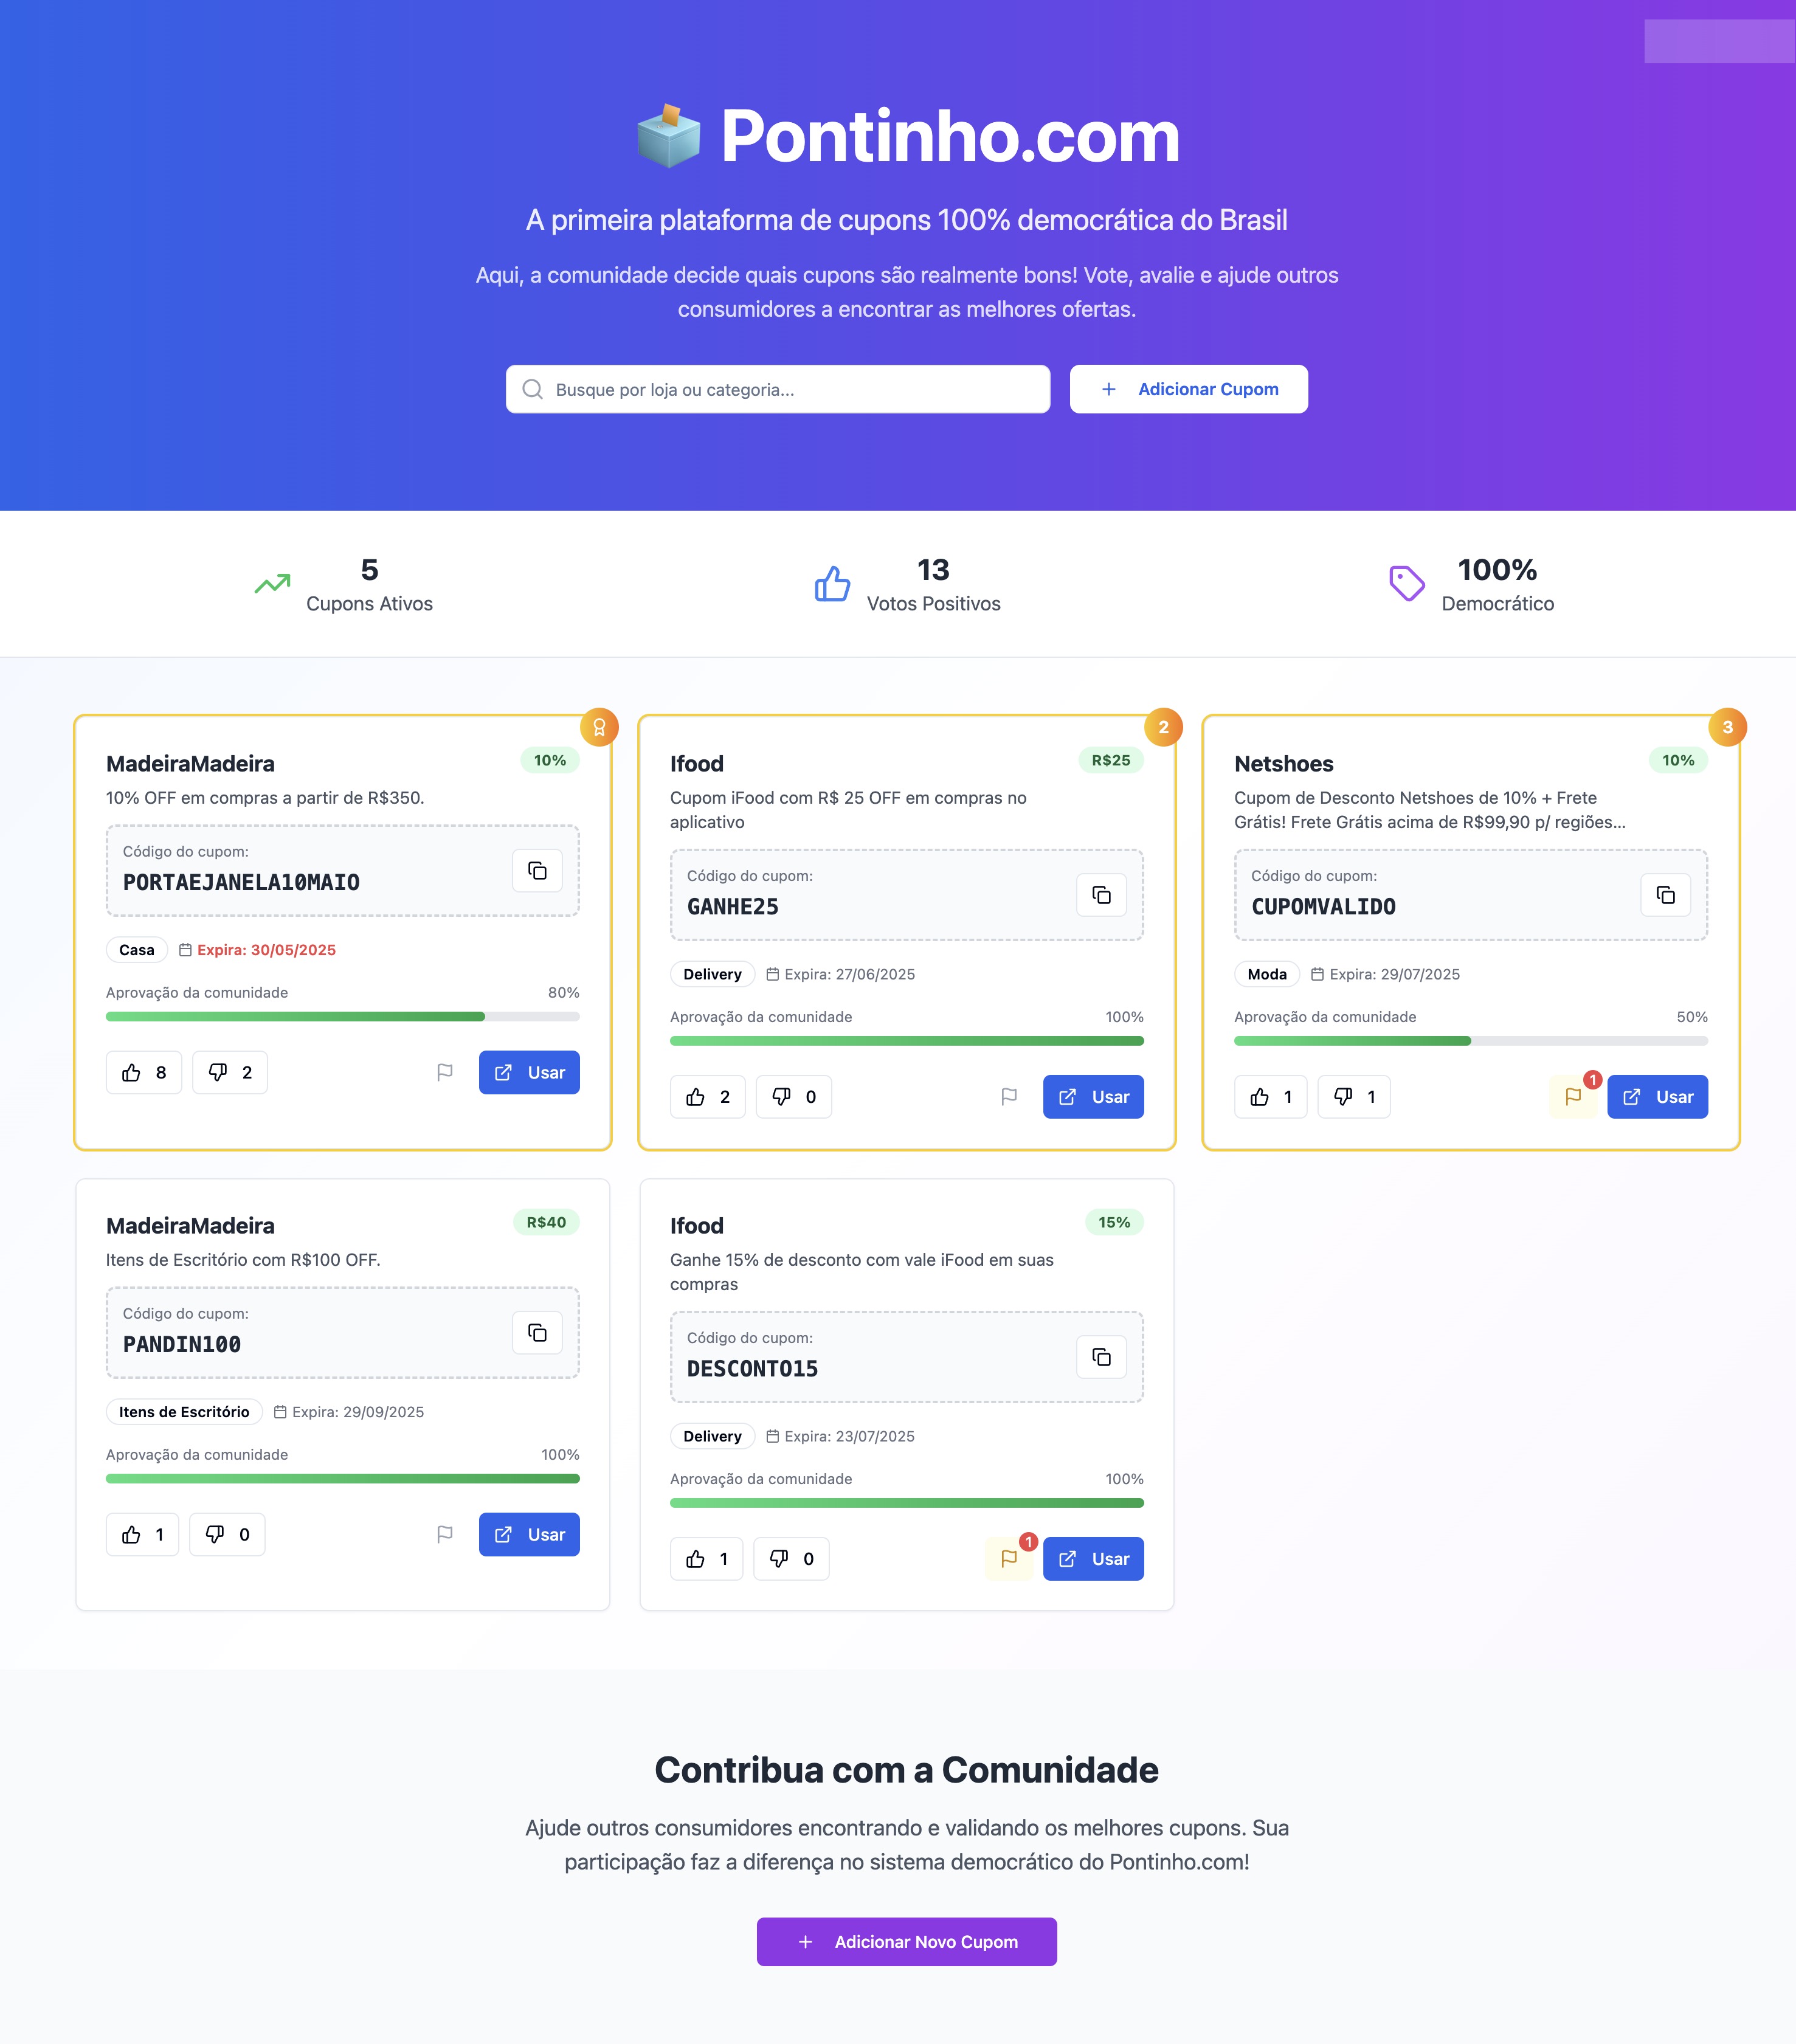 Pontinho.com
A primeira plataforma de cupons 100% democrática do Brasil
Aqui, a comunidade decide quais cupons são realmente bons! Vote, avalie e ajude outros
consumidores a encontrar as melhores ofertas.
Busque por loja ou categoria...
Adicionar Cupom
5
Cupons Ativos
13
Votos Positivos
100%
Democrático
MadeiraMadeira
10%
10% OFF em compras a partir de R$350.
Código do cupom:
PORTAEJANELA10MAIO
Casa
Expira: 30/05/2025
Aprovação da comunidade
80%
8
2
Usar
2
Ifood
R$25
Cupom iFood com R$ 25 OFF em compras no
aplicativo
Código do cupom:
GANHE25
Delivery
Expira: 27/06/2025
Aprovação da comunidade
100%
2
0
Usar
3
Netshoes
10%
Cupom de Desconto Netshoes de 10% + Frete
Grátis! Frete Grátis acima de R$99,90 p/ regiões...
Código do cupom:
CUPOMVALIDO
Moda
Expira: 29/07/2025
Aprovação da comunidade
50%
1
1
1
Usar
MadeiraMadeira
R$40
Itens de Escritório com R$100 OFF.
Código do cupom:
PANDIN100
Itens de Escritório
Expira: 29/09/2025
Aprovação da comunidade
100%
1
0
Usar
Ifood
15%
Ganhe 15% de desconto com vale iFood em suas
compras
Código do cupom:
DESCONTO15
Delivery
Expira: 23/07/2025
Aprovação da comunidade
100%
1
0
1
Usar
Contribua com a Comunidade
Ajude outros consumidores encontrando e validando os melhores cupons. Sua
participação faz a diferença no sistema democrático do Pontinho.com!
Adicionar Novo Cupom